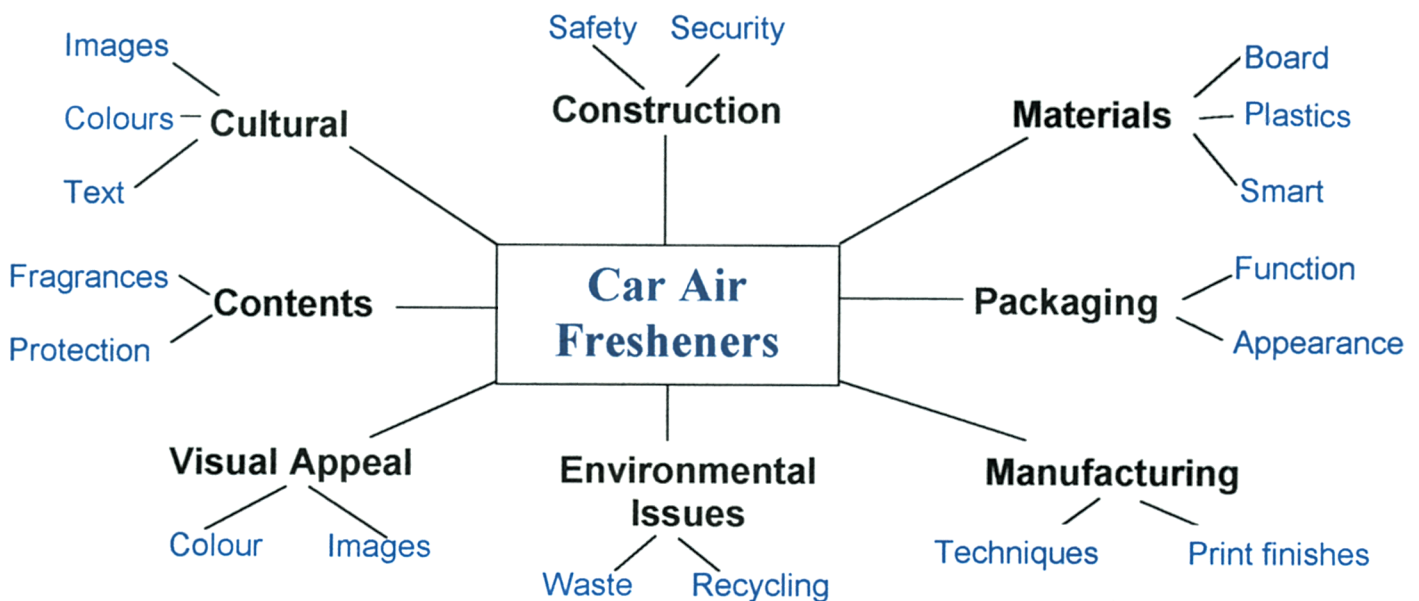 Images
Colours
Text
Cultural
Safety
Security
Construction
Board
Plastics
Smart
Materials
Fragrances
Protection
Contents
Car Air
Fresheners
Packaging
Function
Appearance
Visual Appeal
Colour
Images
Environmental
Issues
Waste
Recycling
Manufacturing
Techniques
Print finishes